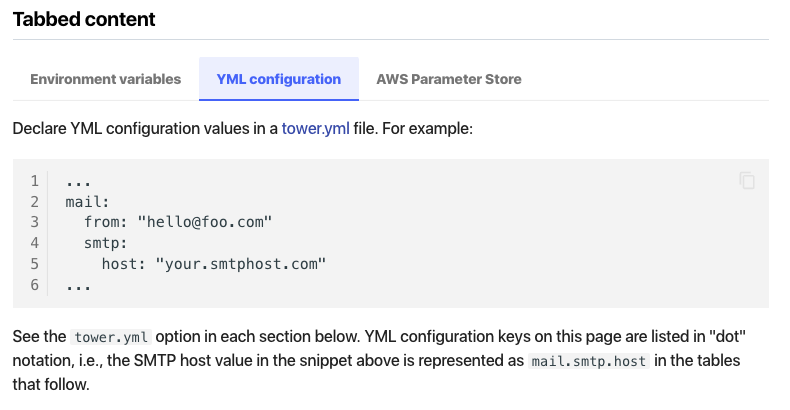 Tabbed content
Environment variables YML configuration AWS Parameter Store
Declare YML configuration values in a tower.yml file. For example:
1 ...
2 mail:
3   from: "hello@foo.com"
4   smtp:
5     host: "your.smtphost.com"
6 ...
See the tower.yml option in each section below. YML configuration keys on this page are listed in "dot"
notation, i.e., the SMTP host value in the snippet above is represented as mail.smtp.host in the tables
that follow.